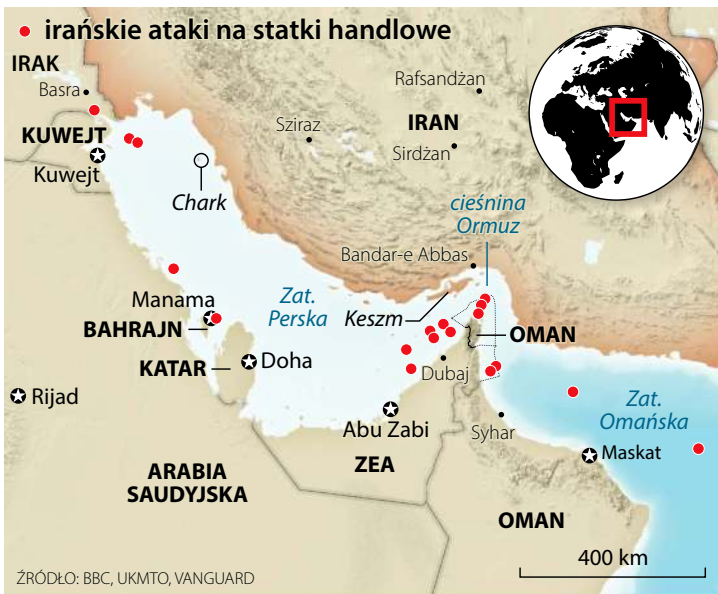 irańskie ataki na statki handlowe
IRAK
Basra
Rafsandżan
KUWEJT
Kuwejt
Sziraz
IRAN
Sirdżan
Chark
cieśnina
Ormuz
Bandar-e Abbas
Manama
Zat.
Perska
Keszm
BAHRAJN
OMAN
KATAR
Doha
Dubaj
Rijad
Zat.
Omańska
Abu Zabi
Syhar
Maskat
ARABIA
SAUDYJSKA
ZEA
OMAN
400 km
ŹRÓDŁO: BBC, UKMTO, VANGUARD